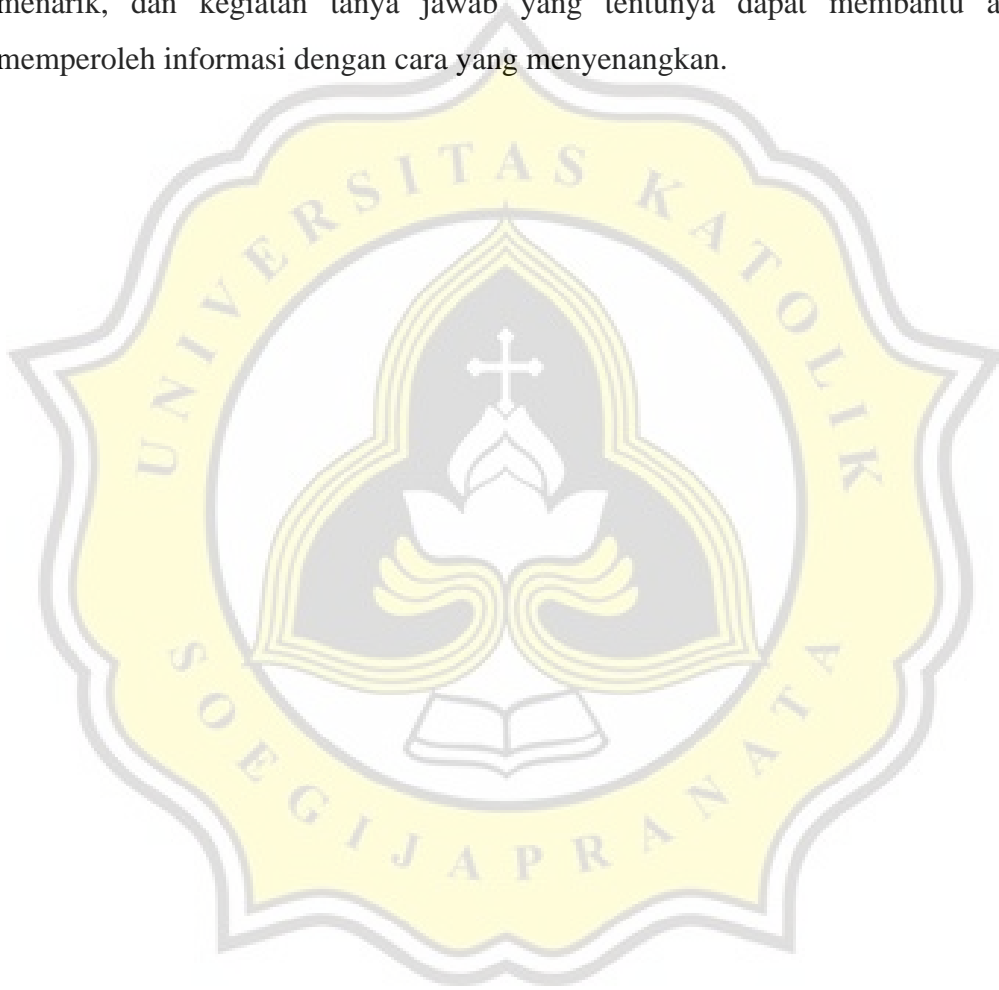 menarik, dan kegiatan tanya jawab yang tentunya dapat membantu
memperoleh informasi dengan cara yang menyenangkan.
UNIVERSITAS KATOLIK
SOEGIJAPRANATA